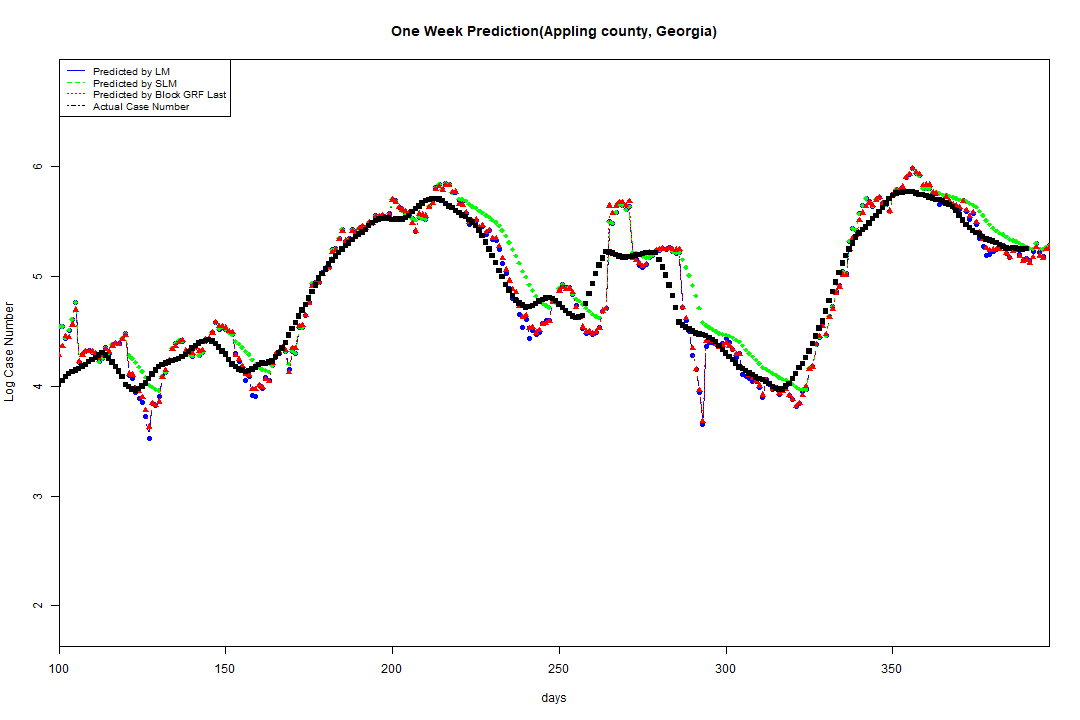 One Week Prediction(Appling county, Georgia)
Predicted by LM
Predicted by SLM
Predicted by Block GRF Last
Actual Case Number
6
5
4
3
2
Log Case Number
100 150 200 250 300 350
days